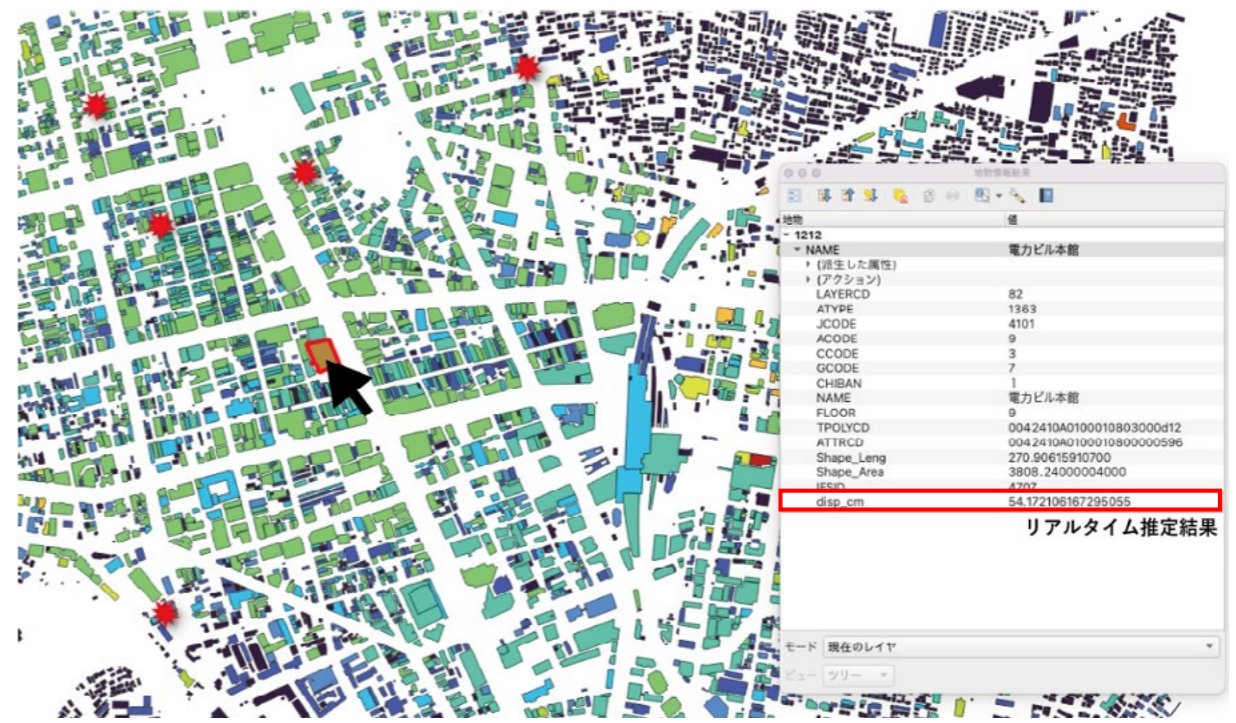 地物情報結果
地物 値
1212
NAME 電力ビル本館
(派生した属性)
(アクション)
LAYERCD 82
ATYPE 1363
JCODE 4101
ACODE 9
CCODE 3
GCODE 7
CHIBAN 1
NAME 電力ビル本館
FLOOR 9
TPOLYCD 0042410A0100010803000d12
ATTRCD 0042410A0100010800000596
Shape_Leng 270.90615910700
Shape_Area 3808.24000004000
IFSID 4707
disp_cm 54.172106167295055
リアルタイム推定結果
モード 現在のレイヤ
ビュー ツリー